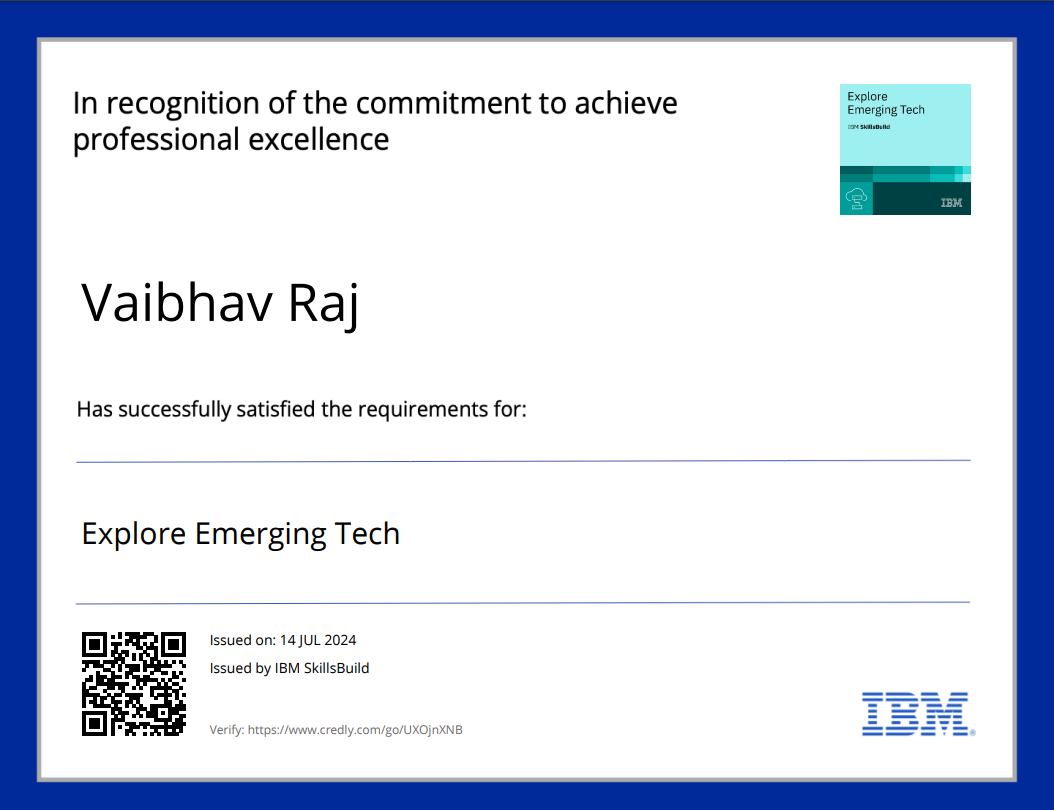 In recognition of the commitment to achieve
professional excellence
Explore
Emerging Tech
IBM SkillsBuild
IBM
Vaibhav Raj
Has successfully satisfied the requirements for:
Explore Emerging Tech
Issued on: 14 JUL 2024
Issued by IBM SkillsBuild
Verify: https://www.credly.com/go/UXOjnXNB
IBM®